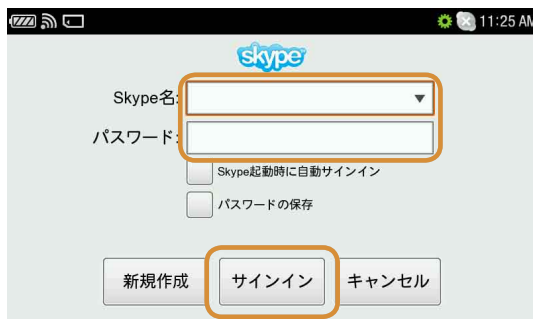 11:25 AM
skype
Skype名:
パスワード:
Skype起動時に自動サインイン
パスワードの保存
新規作成 サインイン キャンセル